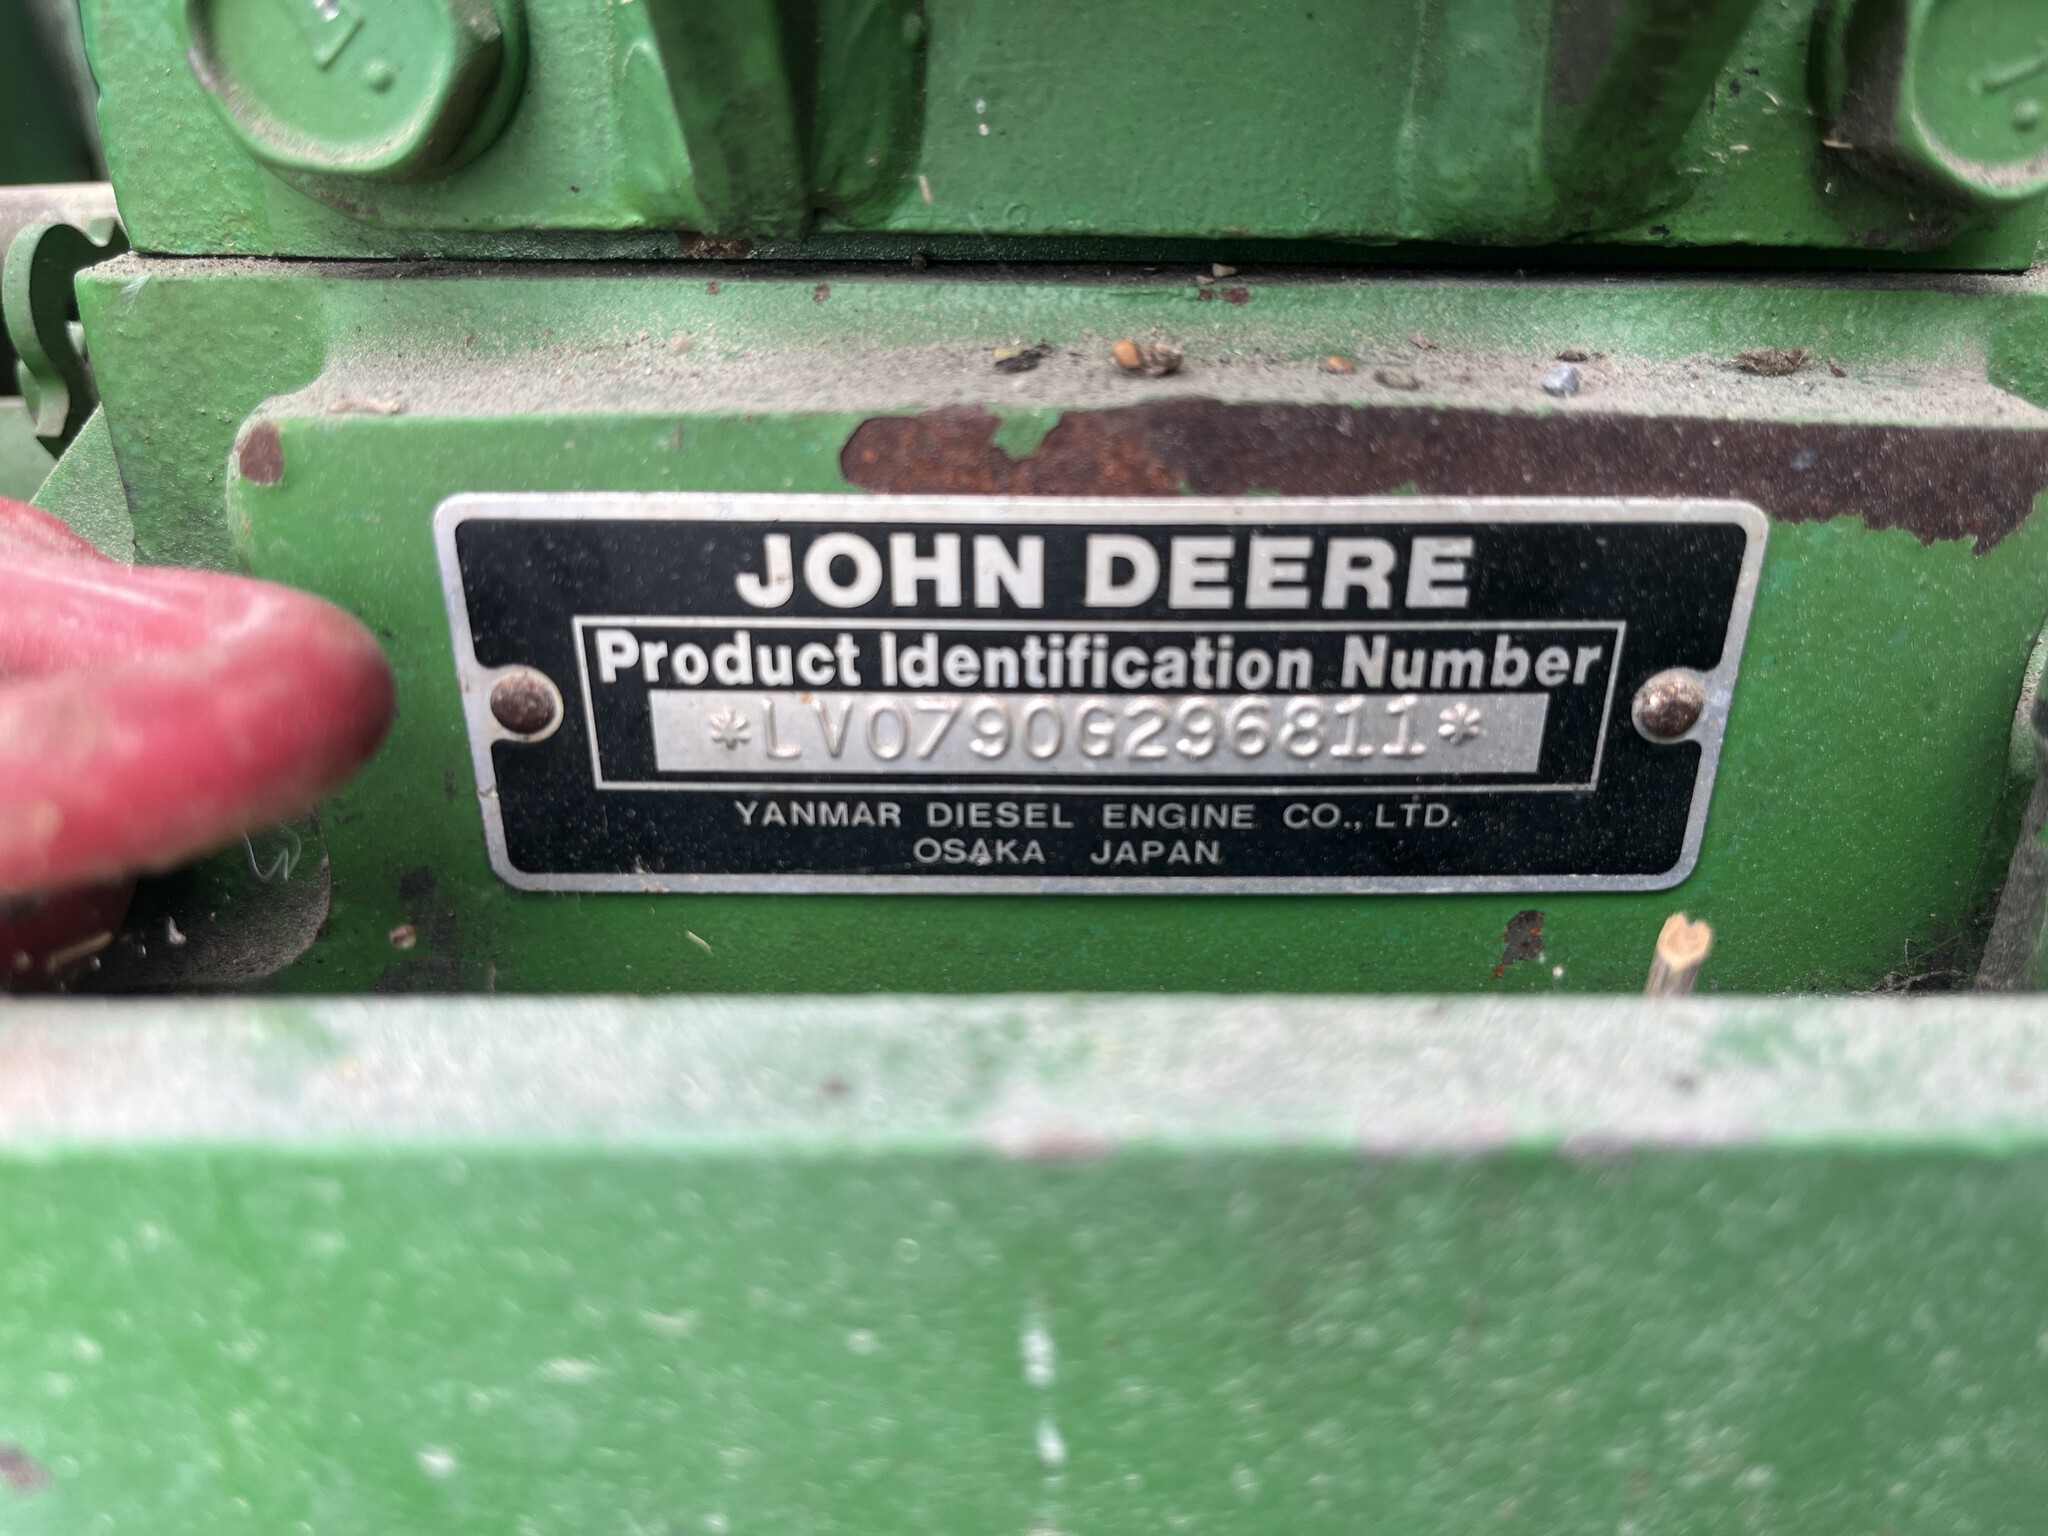 JOHN DEERE
Product Identification Number
*LV0790G296811*
YANMAR DIESEL ENGINE CO., LTD.
OSAKA JAPAN